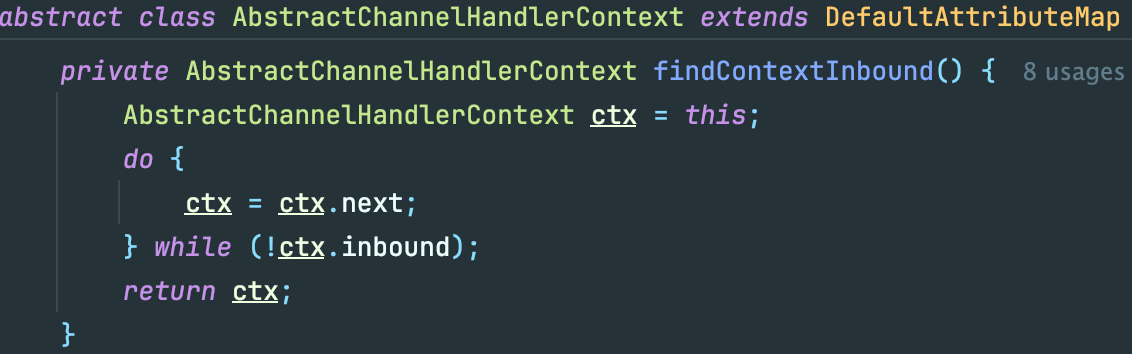 abstract class AbstractChannelHandlerContext extends DefaultAttributeMap
private AbstractChannelHandlerContext findContextInbound() { 8 usages
AbstractChannelHandlerContext ctx = this;
do {
ctx = ctx.next;
} while (!ctx.inbound);
return ctx;
}